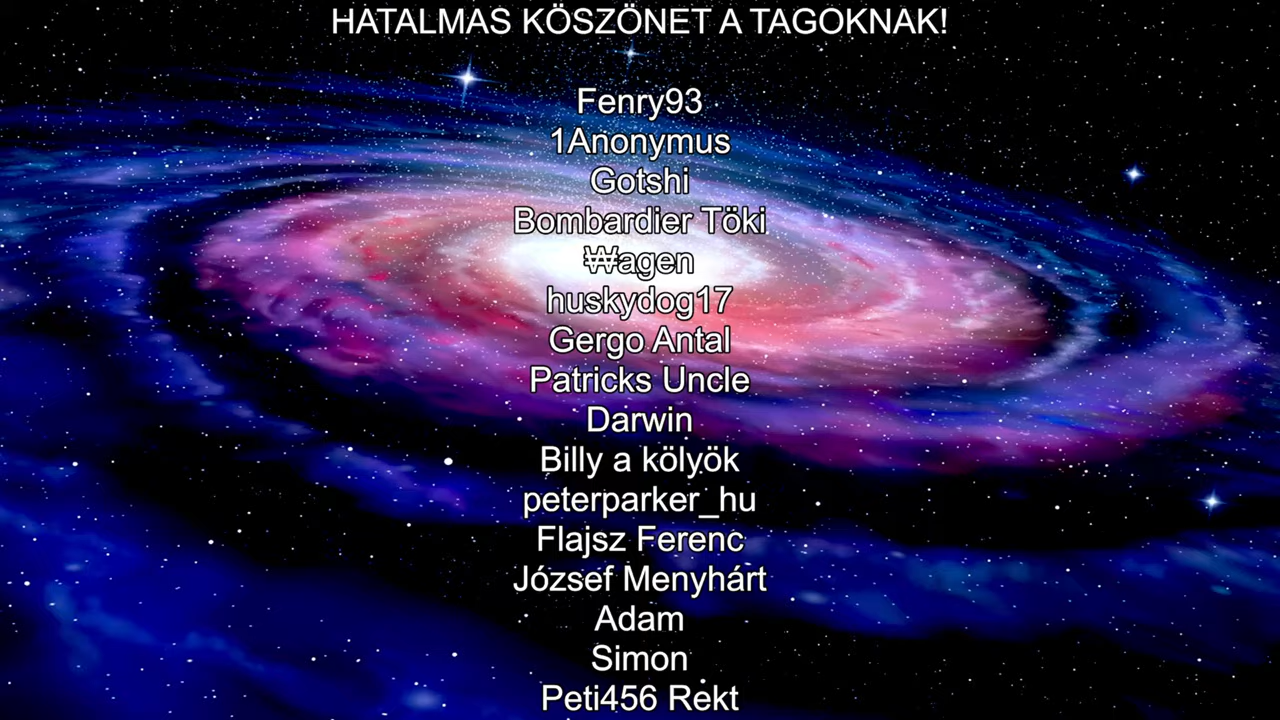 HATALMAS KÖSZÖNET A TAGOKNAK!
Fenry93
1Anonymus
Gotshi
Bombardier Töki
₩agen
huskydog17
Gergo Antal
Patricks Uncle
Darwin
Billy a kölyök
peterparker_hu
Flajsz Ferenc
József Menyhárt
Adam
Simon
Peti456 Rekt